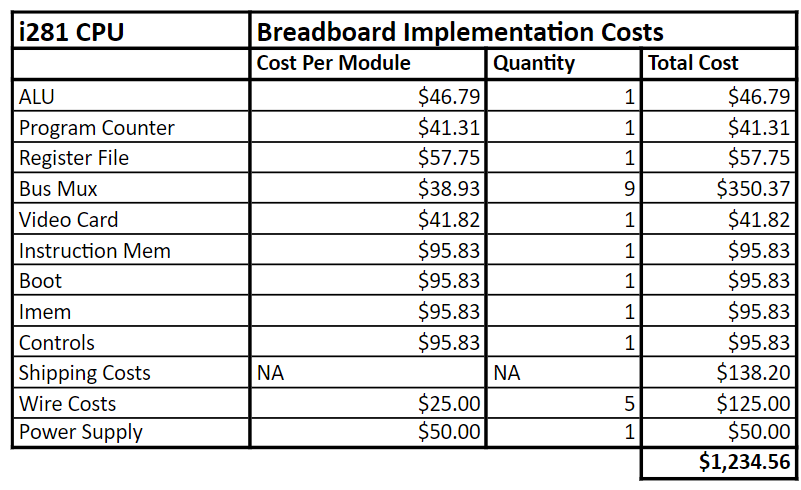 i281 CPU Breadboard Implementation Costs
Cost Per Module Quantity Total Cost
ALU $46.79 1 $46.79
Program Counter $41.31 1 $41.31
Register File $57.75 1 $57.75
Bus Mux $38.93 9 $350.37
Video Card $41.82 1 $41.82
Instruction Mem $95.83 1 $95.83
Boot $95.83 1 $95.83
Imem $95.83 1 $95.83
Controls $95.83 1 $95.83
Shipping Costs NA NA $138.20
Wire Costs $25.00 5 $125.00
Power Supply $50.00 1 $50.00
$1,234.56